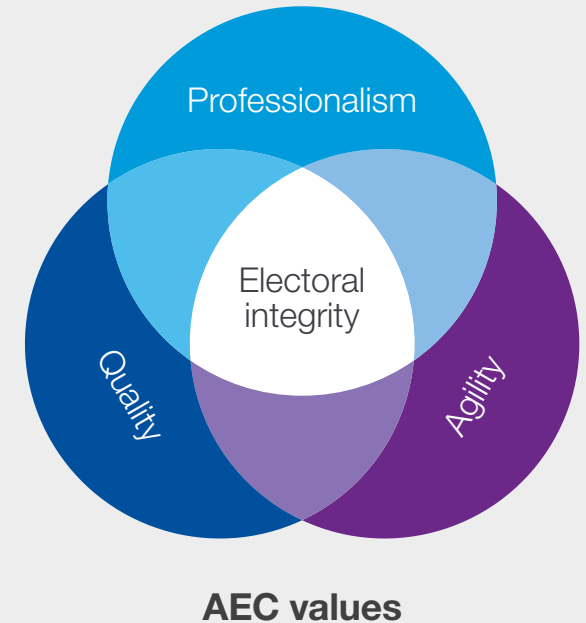 Professionalism
Electoral
integrity
Quality
Agility
AEC values